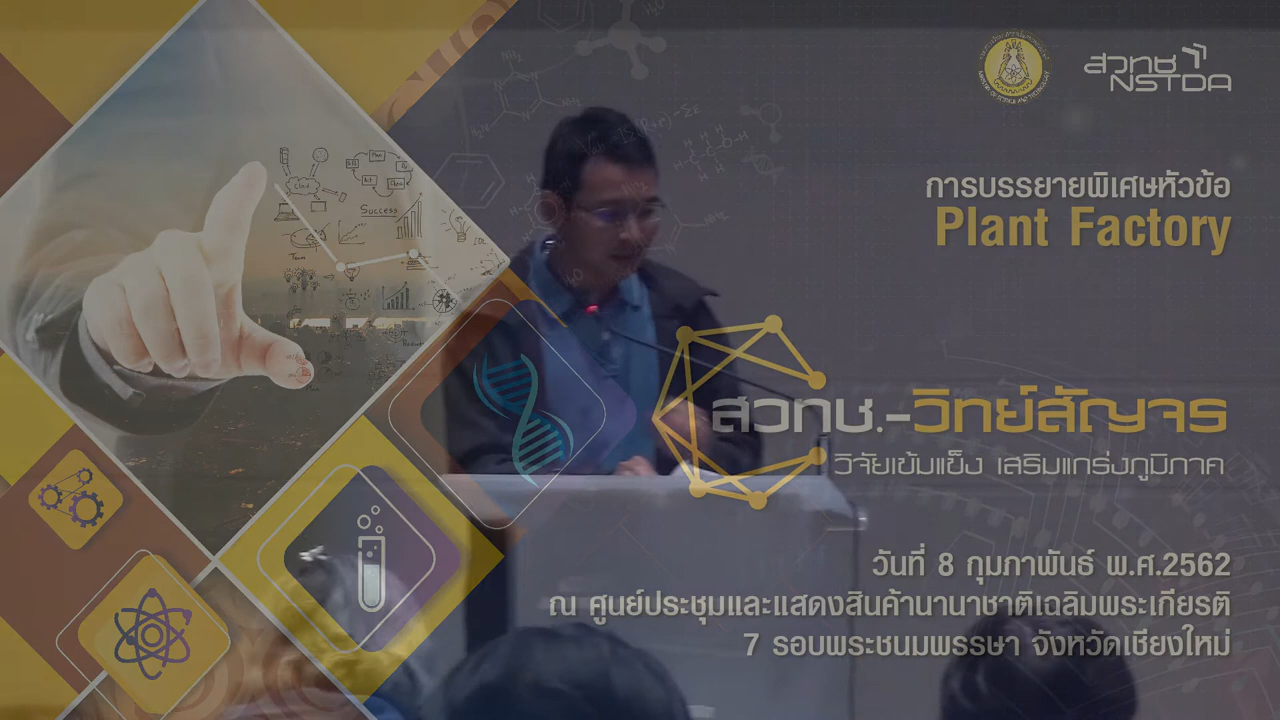 สวทช
NSTDA
การบรรยายพิเศษหัวข้อ
Plant Factory
สวทช.-วิทย์สัญจร
วิจัยเข้มแข็ง เสริมแกร่งภูมิภาค
วันที่ 8 กุมภาพันธ์ พ.ศ.2562
ณ ศูนย์ประชุมและแสดงสินค้านานาชาติเฉลิมพระเกียรติ
7 รอบพระชนมพรรษา จังหวัดเชียงใหม่
Cloud
Plan
Success
Team